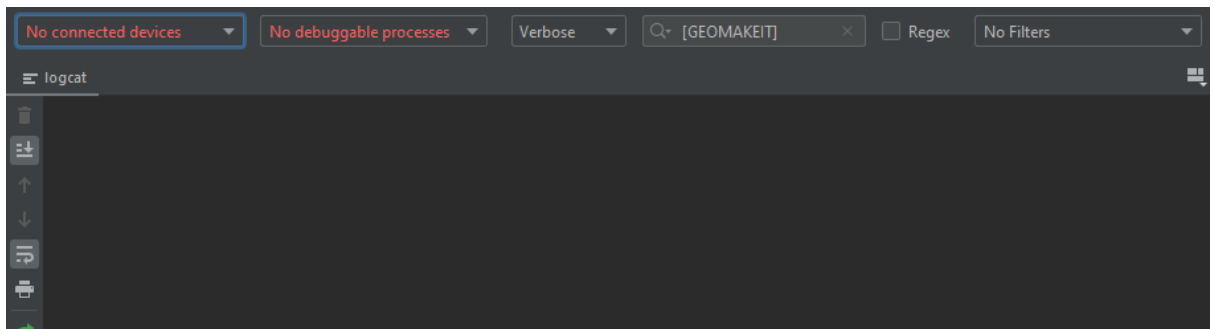 No connected devices No debuggable processes Verbose [GEOMAKEIT] Regex No Filters
logcat